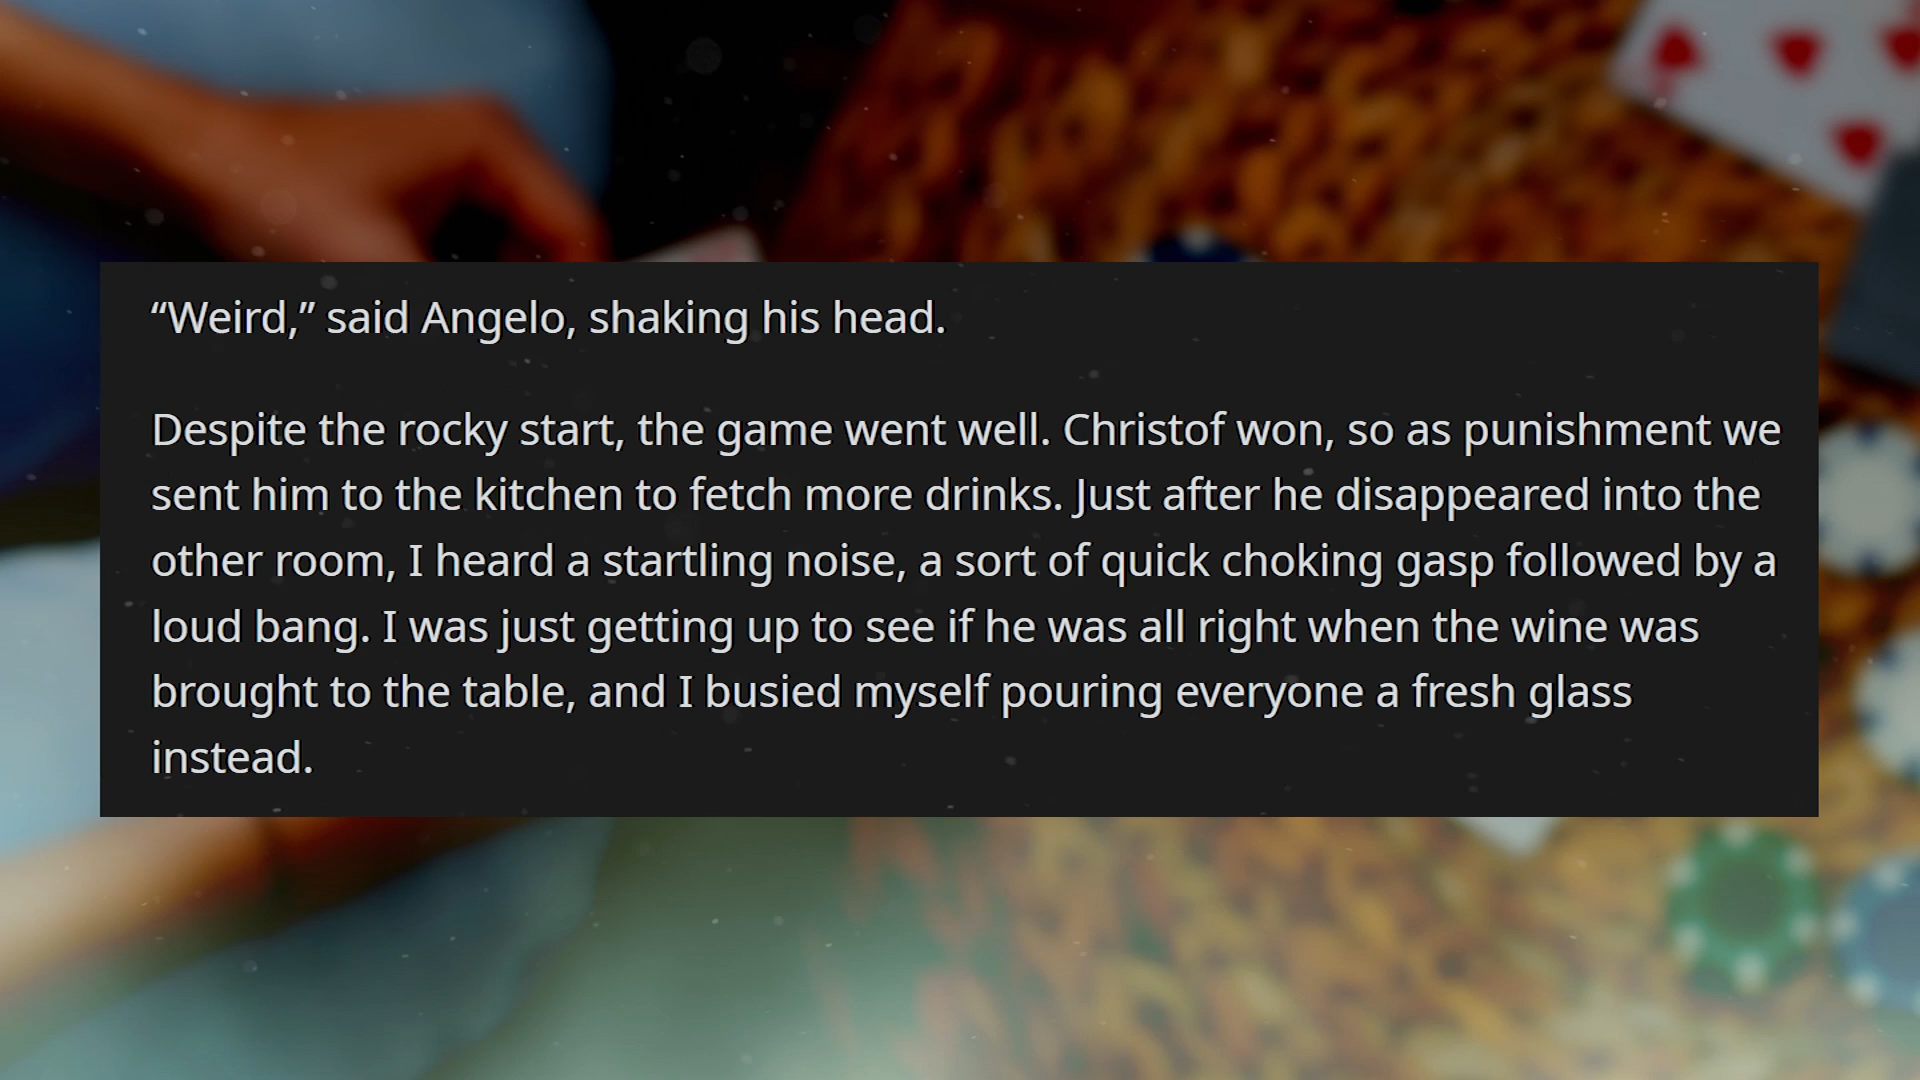 “Weird,” said Angelo, shaking his head.
Despite the rocky start, the game went well. Christof won, so as punishment we
sent him to the kitchen to fetch more drinks. Just after he disappeared into the
other room, I heard a startling noise, a sort of quick choking gasp followed by a
loud bang. I was just getting up to see if he was all right when the wine was
brought to the table, and I busied myself pouring everyone a fresh glass
instead.